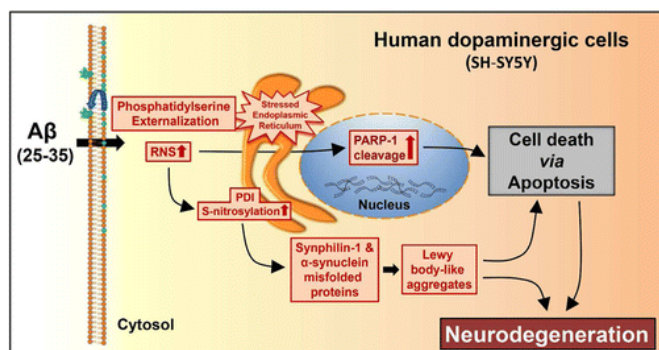 Human dopaminergic cells
(SH-SY5Y)
Phosphatidylserine
Externalization
Stressed
Endoplasmic
Reticulum
Aβ
(25-35)
RNS
PARP-1
cleavage
Cell death
via
Apoptosis
Nucleus
PDI
S-nitrosylation
Synphilin-1 &
α-synuclein
misfolded
proteins
Lewy
body-like
aggregates
Cytosol
Neurodegeneration